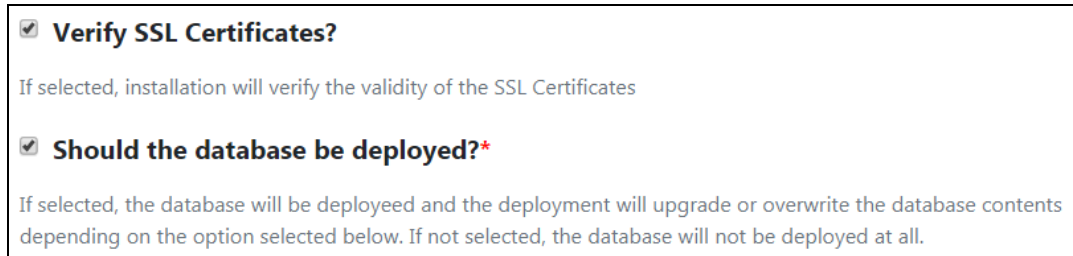 Verify SSL Certificates?
If selected, installation will verify the validity of the SSL Certificates
Should the database be deployed?*
If selected, the database will be deployeed and the deployment will upgrade or overwrite the database contents
depending on the option selected below. If not selected, the database will not be deployed at all.